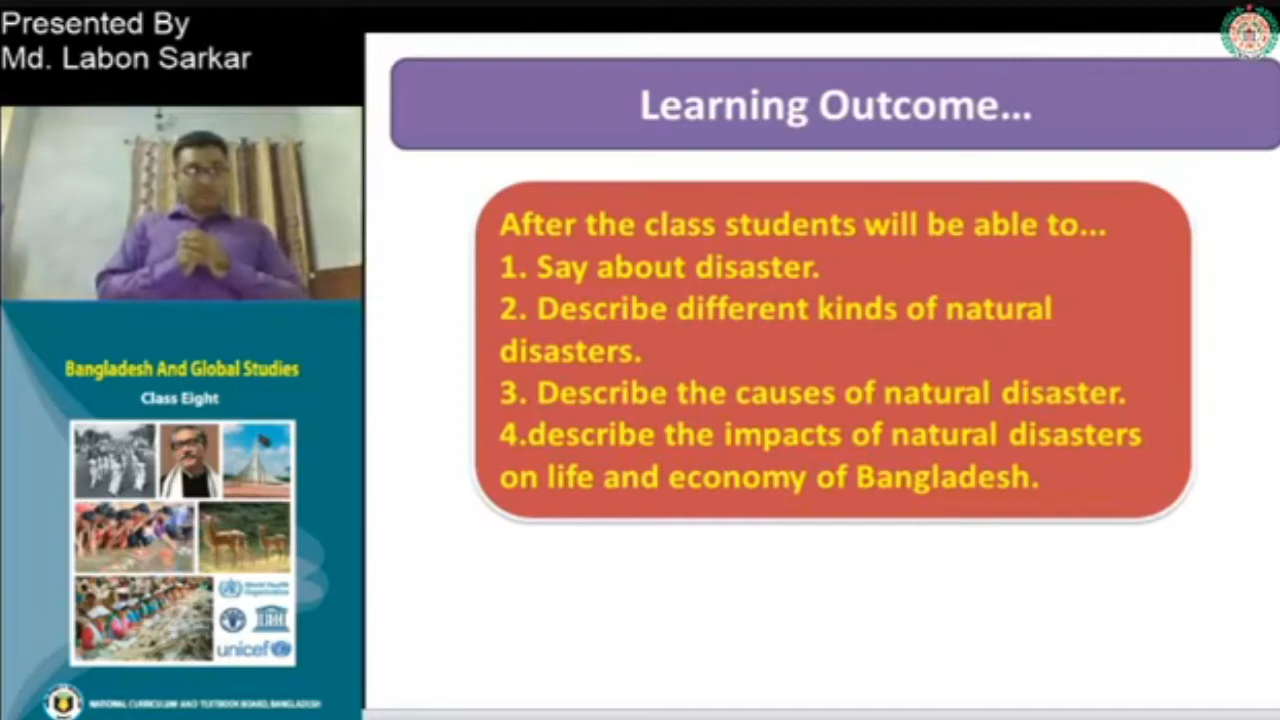 Presented By
Md. Labon Sarkar
Learning Outcome...
After the class students will be able to...
1. Say about disaster.
2. Describe different kinds of natural
disasters.
3. Describe the causes of natural disaster.
4.describe the impacts of natural disasters
on life and economy of Bangladesh.
Bangladesh And Global Studies
Class Eight
World Health
Organization
unicef
NATIONAL CURRICULUM AND TEXTBOOK BOARD, BANGLADESH